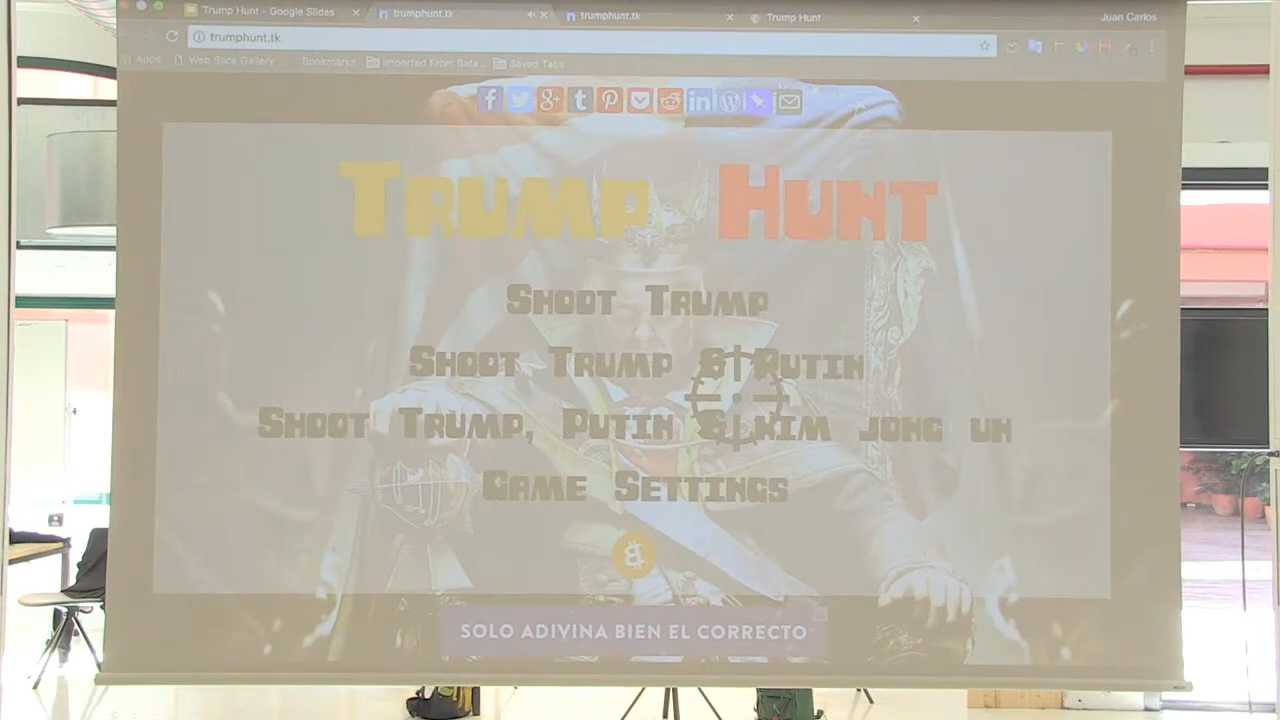 Trump Hunt - Google Slides
trumphunt.tk
trumphunt.tk
Trump Hunt
Juan Carlos
trumphunt.tk
Apps
Web Slice Gallery
Bookmarks
Imported From Safa...
Saved Tabs
TRUMP HUNT
SHOOT TRUMP
SHOOT TRUMP & PUTIN
SHOOT TRUMP, PUTIN & KIM JONG UN
GAME SETTINGS
SOLO ADIVINA BIEN EL CORRECTO